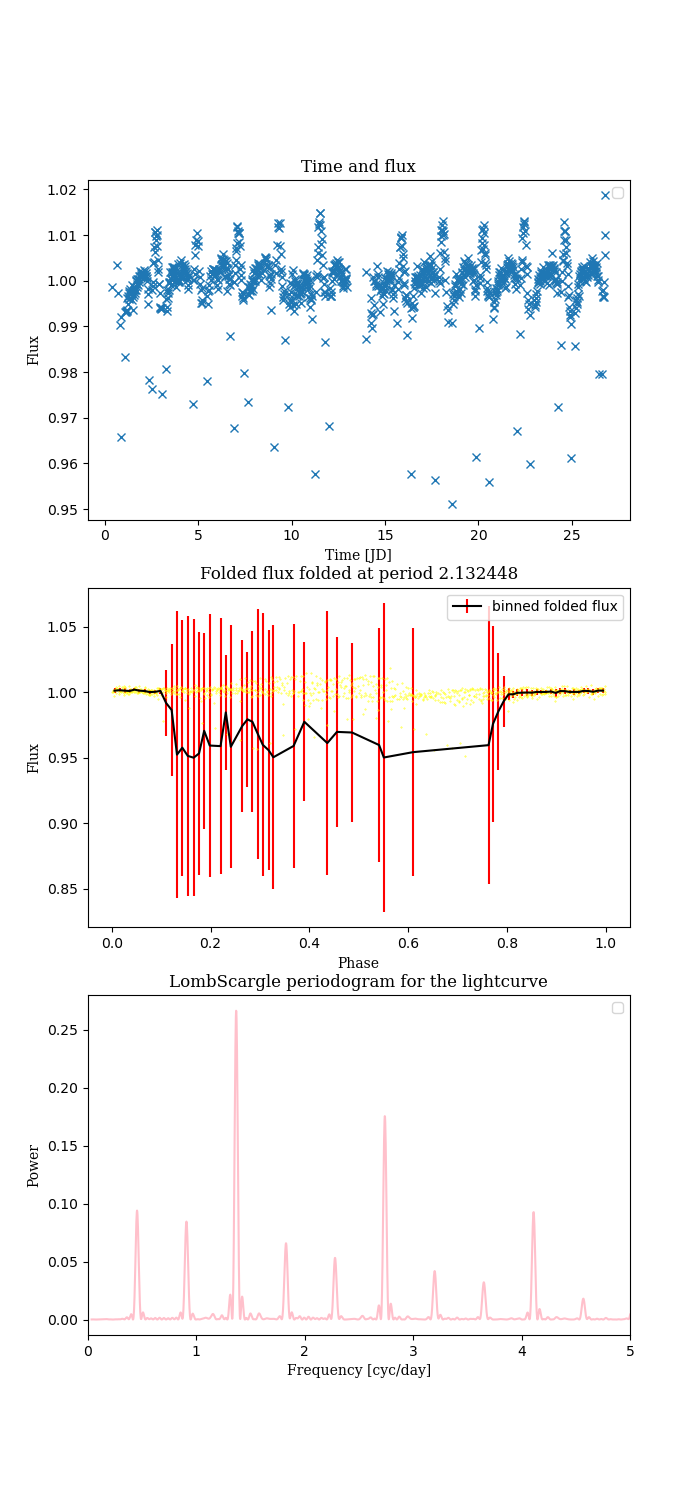 Time and flux
1.02
1.01
1.00
0.99
0.98
0.97
0.96
0.95
Flux
0 5 10 15 20 25
Time [JD]
Folded flux folded at period 2.132448
binned folded flux
1.05
1.00
0.95
0.90
0.85
Flux
0.0 0.2 0.4 0.6 0.8 1.0
Phase
LombScargle periodogram for the lightcurve
0.25
0.20
0.15
0.10
0.05
0.00
Power
0 1 2 3 4 5
Frequency [cyc/day]